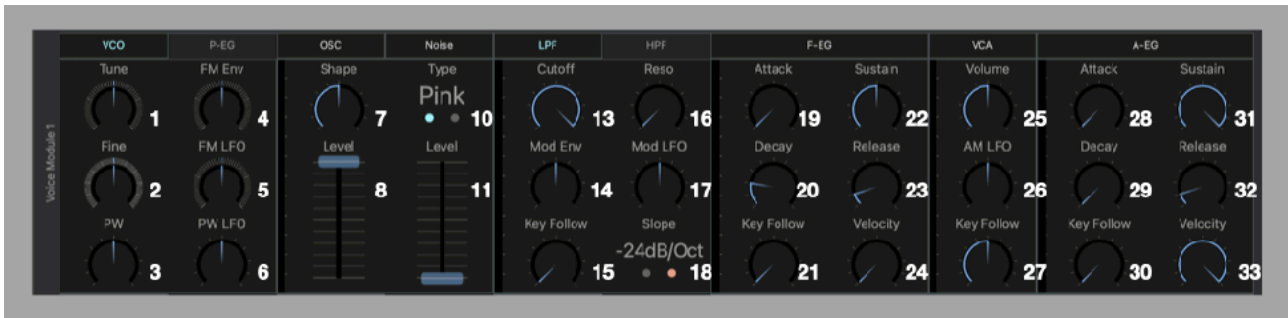 VCO P-EG OSC Noise LPF HPF F-EG VCA A-EG
Tune FM Env Shape Type Cutoff Reso Attack Sustain Volume Attack Sustain
Pink
1 4 7 10 13 16 19 22 25 28 31
Fine FM LFO Level Level Mod Env Mod LFO Decay Release AM LFO Decay Release
2 5 8 11 14 17 20 23 26 29 32
PW PW LFO Key Follow Slope Key Follow Velocity Key Follow Key Follow Velocity
-24dB/Oct
3 6 15 18 21 24 27 30 33
Voice Module 1